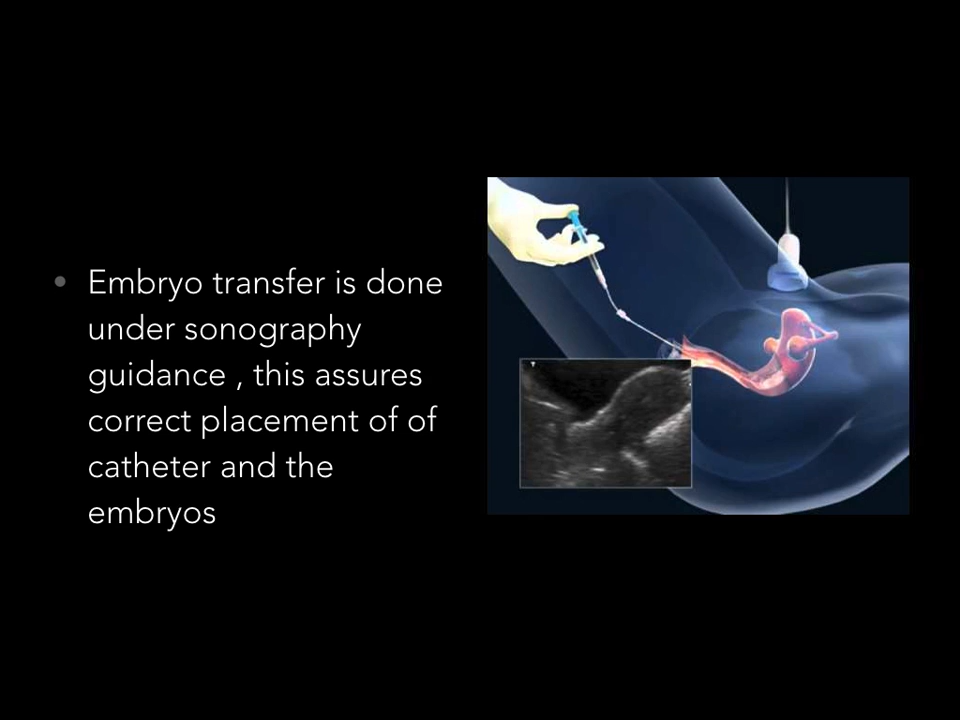 • Embryo transfer is done
under sonography
guidance , this assures
correct placement of of
catheter and the
embryos